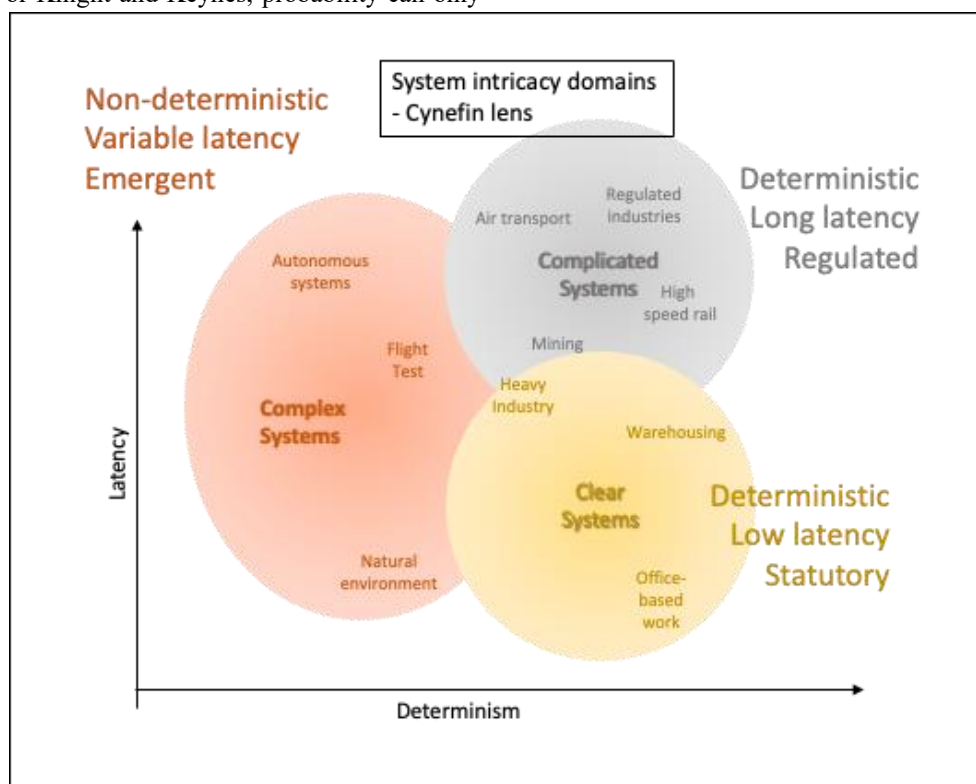 of Knight and Keynes, probability can only
System intricacy domains
- Cynefin lens
Non-deterministic
Variable latency
Emergent
Deterministic
Long latency
Regulated
Air transport
Regulated
industries
Complicated
Systems
High
speed rail
Mining
Autonomous
systems
Flight
Test
Complex
Systems
Natural
environment
Heavy
Industry
Warehousing
Clear
Systems
Office-
based
work
Deterministic
Low latency
Statutory
Latency
Determinism